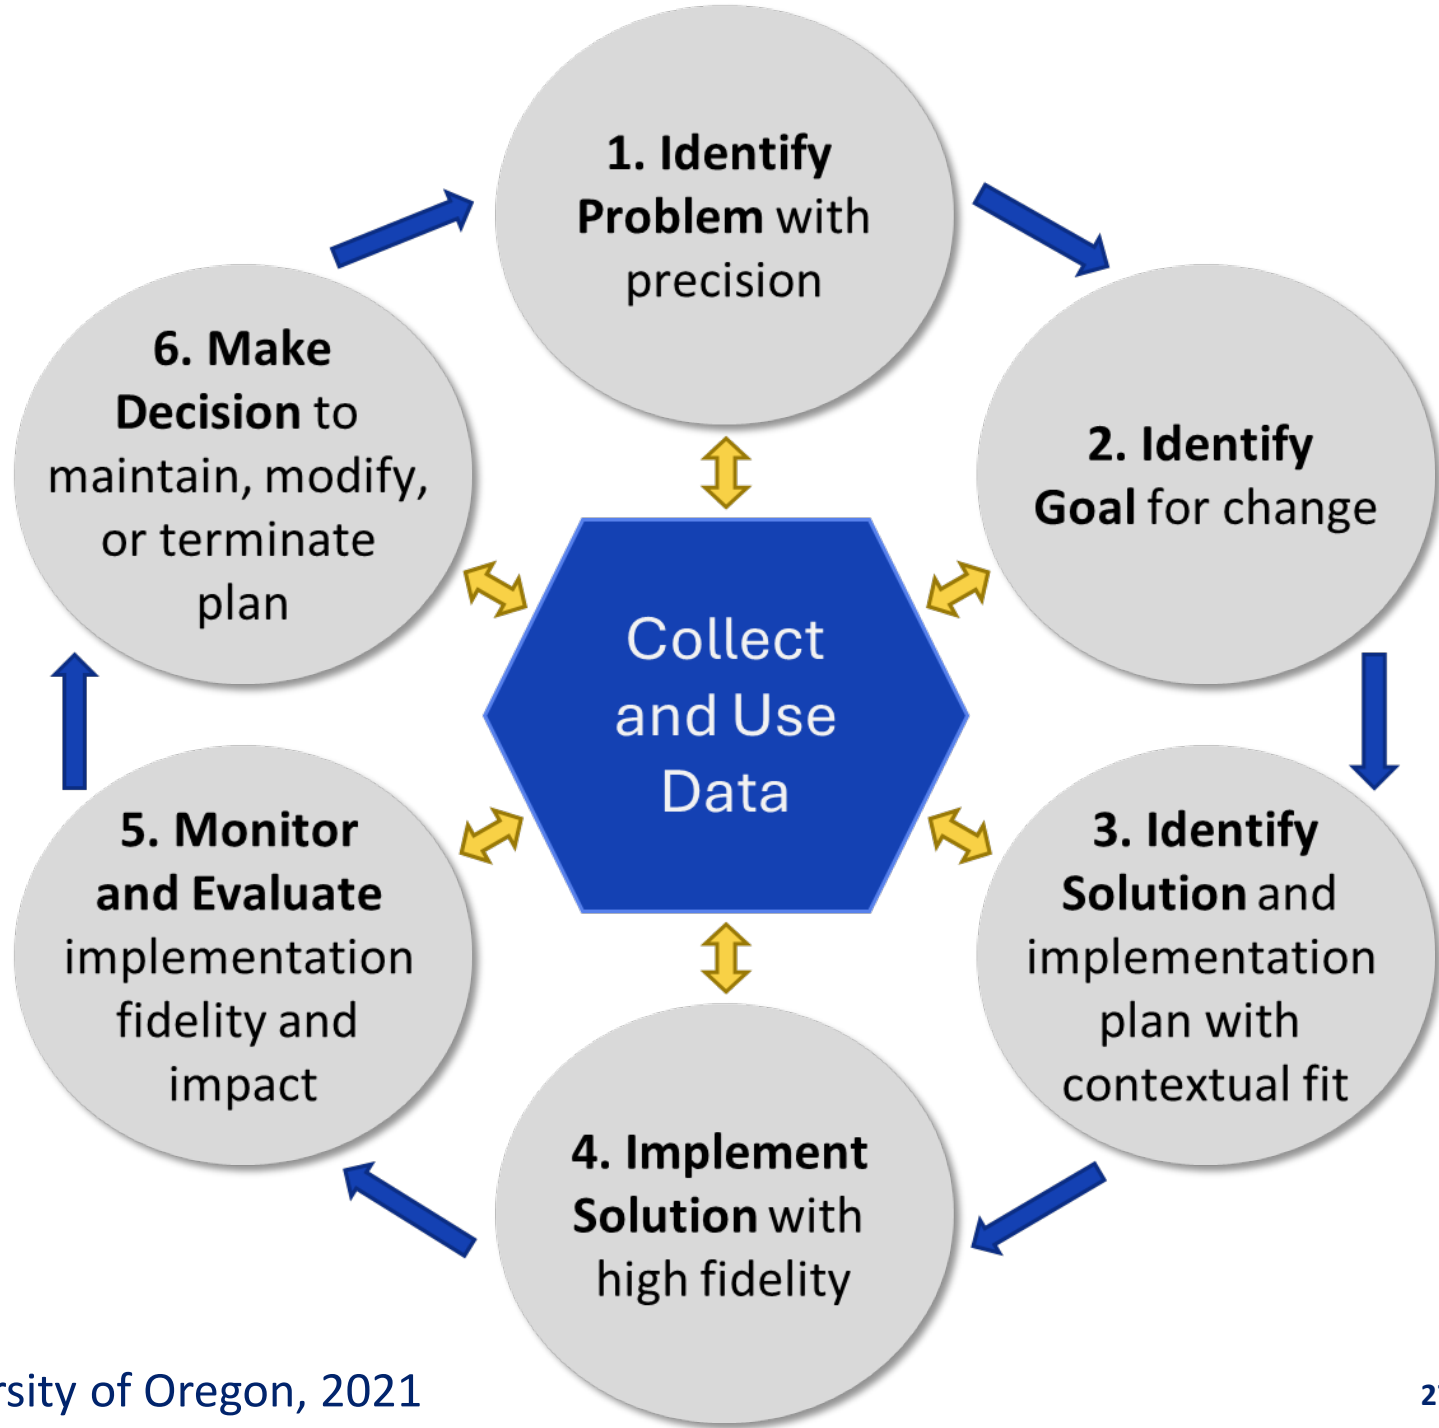 1. Identify
Problem with
precision
2. Identify
Goal for change
3. Identify
Solution and
implementation
plan with
contextual fit
4. Implement
Solution with
high fidelity
5. Monitor
and Evaluate
implementation
fidelity and
impact
6. Make
Decision to
maintain, modify,
or terminate
plan
Collect
and Use
Data
of Oregon, 2021